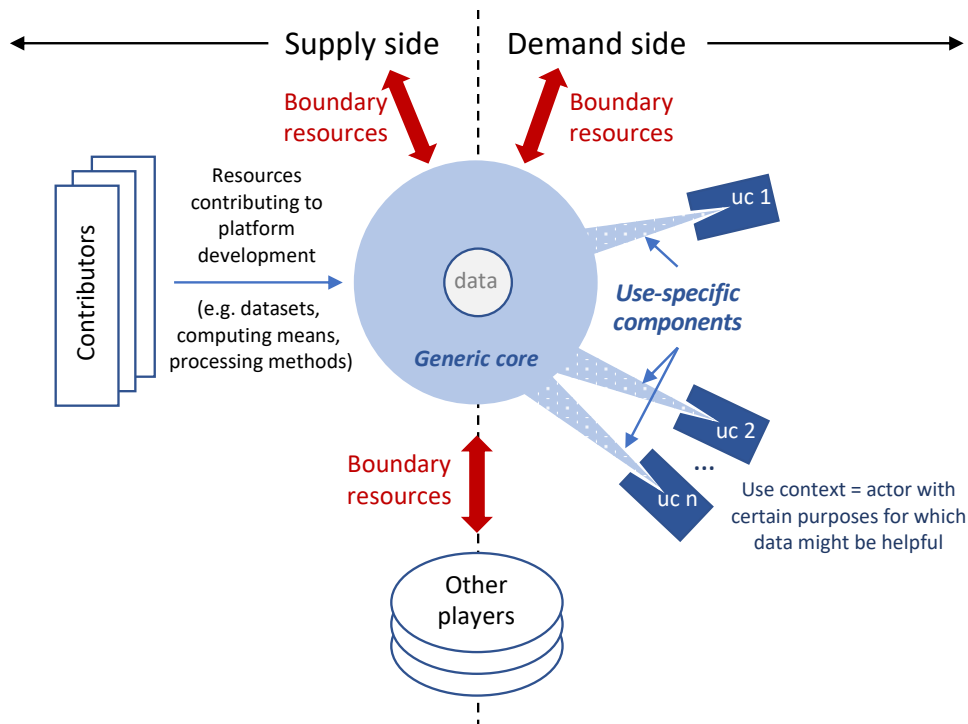 Supply side
Demand side
Boundary
resources
Boundary
resources
Contributors
Resources
contributing to
platform
development
(e.g. datasets,
computing means,
processing methods)
data
Generic core
uc 1
Use-specific
components
uc 2
...
uc n
Use context = actor with
certain purposes for which
data might be helpful
Boundary
resources
Other
players